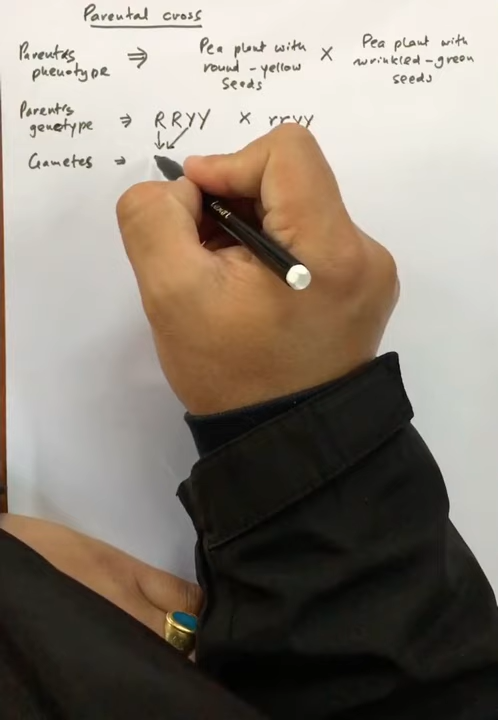 Parental cross
Parents phenotype ⇒ Pea plant with round-yellow seeds × Pea plant with wrinkled-green seeds
Parent's genotype ⇒ RRYY × rryy
Gametes ⇒